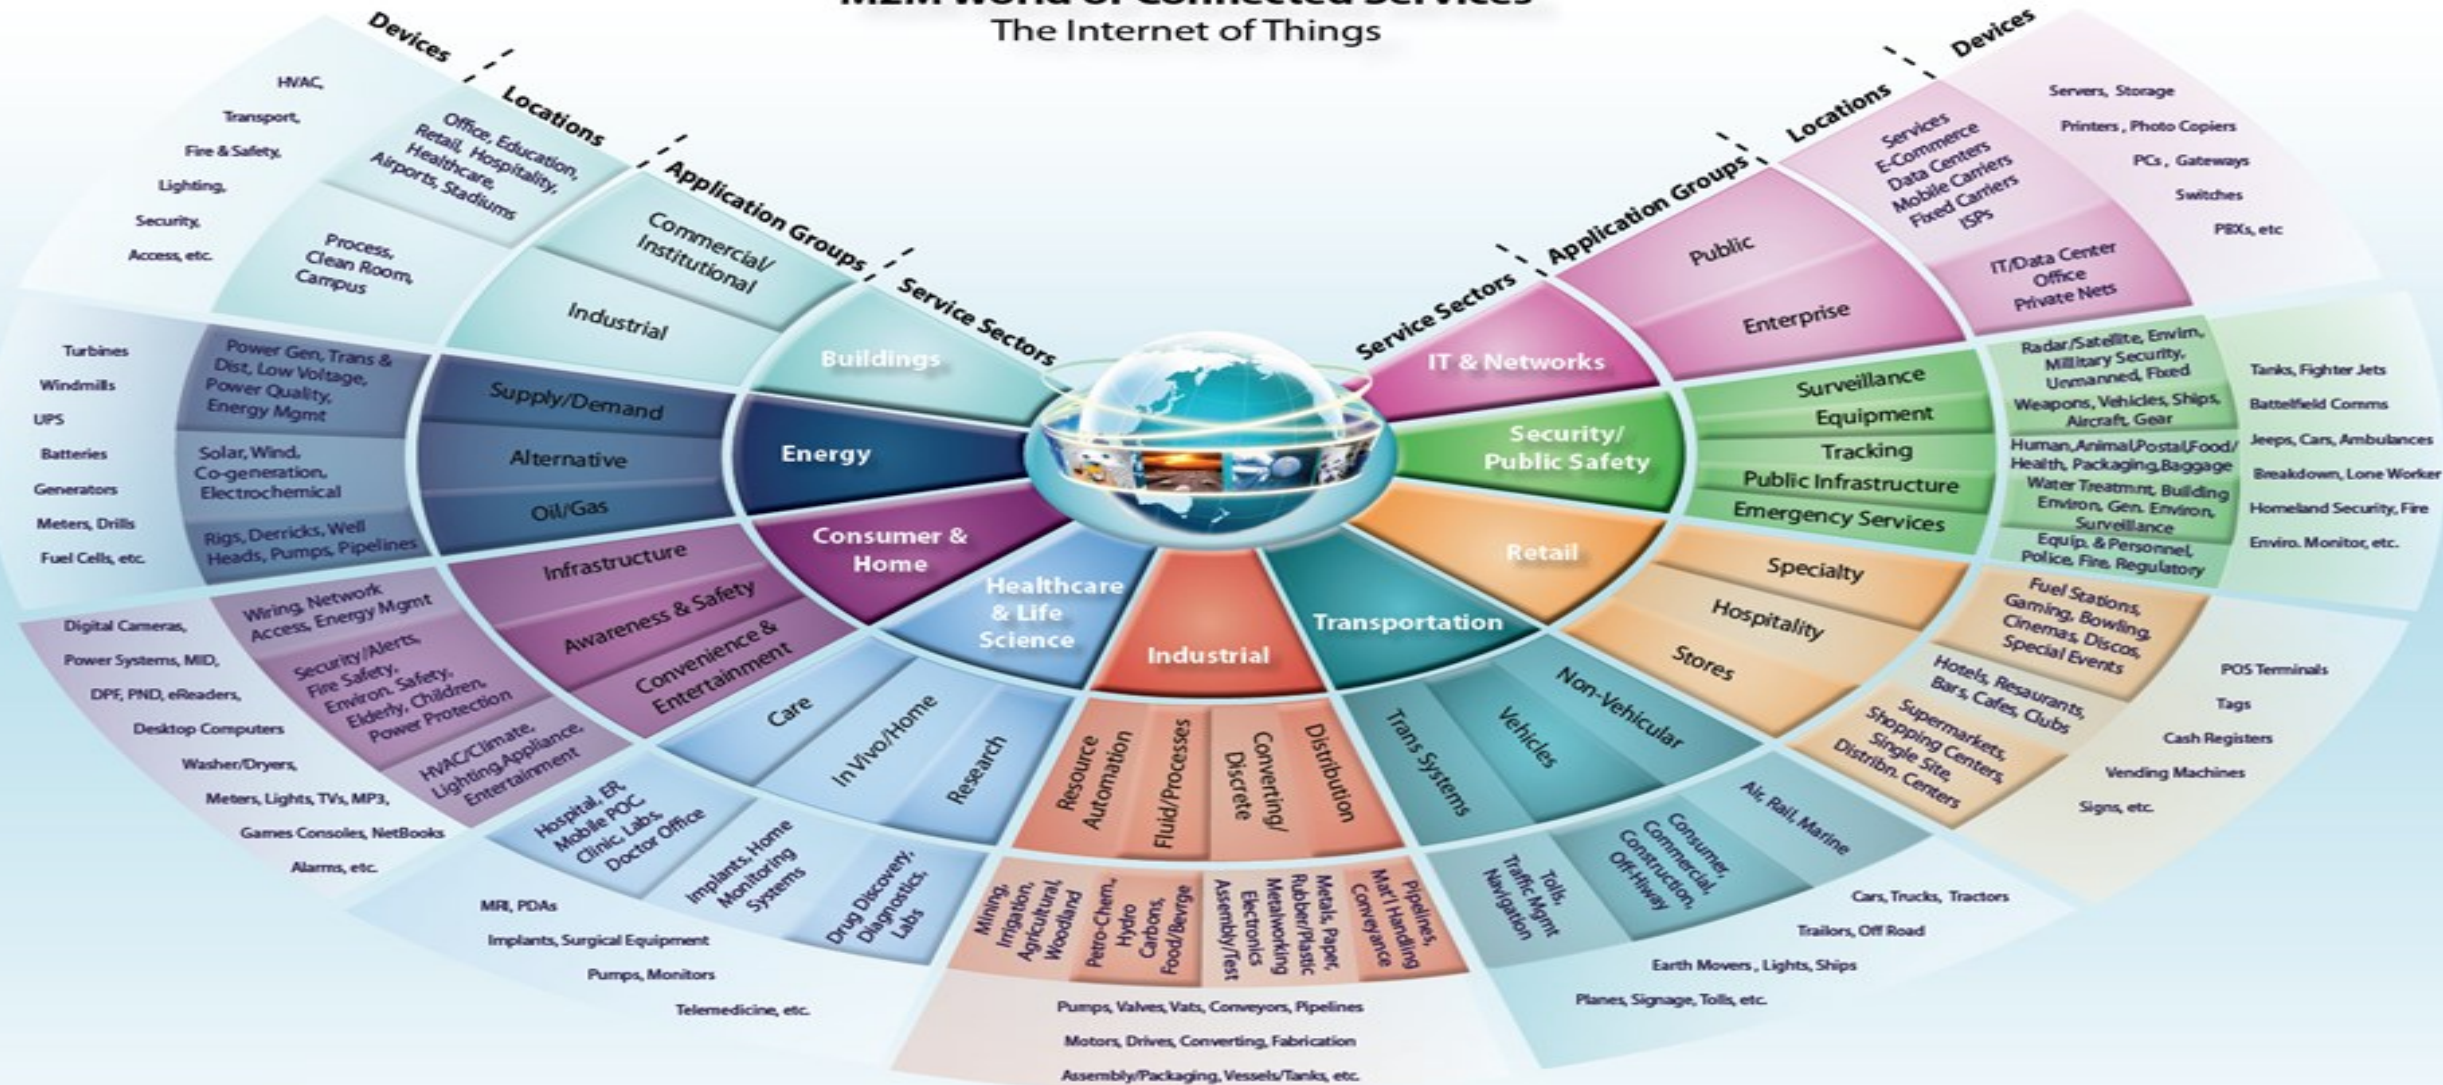 M2M World of Connected Services
The Internet of Things
Devices
Locations
Application Groups
Service Sectors
Service Sectors
Application Groups
Locations
Devices
Buildings
Commercial/
Institutional
Industrial
Office, Education,
Retail, Hospitality,
Healthcare,
Airports, Stadiums
Process,
Clean Room,
Campus
HVAC,
Transport,
Fire & Safety,
Lighting,
Security,
Access, etc.
Energy
Supply/Demand
Alternative
Oil/Gas
Power Gen, Trans &
Dist, Low Voltage,
Power Quality,
Energy Mgmt
Solar, Wind,
Co-generation,
Electrochemical
Rigs, Derricks, Well
Heads, Pumps, Pipelines
Turbines
Windmills
UPS
Batteries
Generators
Meters, Drills
Fuel Cells, etc.
Consumer &
Home
Infrastructure
Awareness & Safety
Convenience &
Entertainment
Wiring, Network
Access, Energy Mgmt
Security/Alerts,
Fire Safety,
Environ. Safety,
Elderly, Children,
Power Protection
HVAC/Climate,
Lighting,Appliance,
Entertainment
Digital Cameras,
Power Systems, MID,
DPF, PND, eReaders,
Desktop Computers
Washer/Dryers,
Meters, Lights, TVs, MP3,
Games Consoles, NetBooks
Alarms, etc.
Healthcare
& Life
Science
Care
In Vivo/Home
Research
Hospital, ER,
Mobile POC,
Clinic, Labs,
Doctor Office
Implants, Home
Monitoring
Systems
Drug Discovery,
Diagnostics,
Labs
MRI, PDAs
Implants, Surgical Equipment
Pumps, Monitors
Telemedicine, etc.
Industrial
Resource
Automation
Fluid/Processes
Converting/
Discrete
Distribution
Mining,
Irrigation,
Agricultural,
Woodland
Petro-Chem.,
Hydro
Carbons,
Food/Bevrge
Metals, Paper,
Rubber/Plastic
Metalworking
Electronics
Assembly/Test
Pipelines,
Mat'l Handling
Conveyance
Pumps, Valves, Vats, Conveyors, Pipelines
Motors, Drives, Converting, Fabrication
Assembly/Packaging, Vessels/Tanks, etc.
Transportation
Trans Systems
Vehicles
Non-Vehicular
Tolls,
Traffic Mgmt
Navigation
Consumer,
Commercial,
Construction,
Off-Hiway
Air, Rail, Marine
Cars, Trucks, Tractors
Trailors, Off Road
Earth Movers , Lights, Ships
Planes, Signage, Tolls, etc.
Retail
Specialty
Hospitality
Stores
Fuel Stations,
Gaming, Bowling,
Cinemas, Discos,
Special Events
Hotels, Resaurants,
Bars, Cafes, Clubs
Supermarkets,
Shopping Centers,
Single Site,
Distribn. Centers
POS Terminals
Tags
Cash Registers
Vending Machines
Signs, etc.
Security/
Public Safety
Surveillance
Equipment
Tracking
Public Infrastructure
Emergency Services
Radar/Satellite, Envirn,
Millitary Security,
Unmanned, Fixed
Weapons, Vehicles, Ships,
Aircraft, Gear
Human,Animal,Postal,Food/
Health, Packaging,Baggage
Water Treatmnt, Building
Environ, Gen. Environ,
Surveillance
Equip. & Personnel,
Police, Fire, Regulatory
Tanks, Fighter Jets
Battelfield Comms
Jeeps, Cars, Ambulances
Breakdown, Lone Worker
Homeland Security, Fire
Enviro. Monitor, etc.
IT & Networks
Public
Enterprise
Services
E-Commerce
Data Centers
Mobile Carriers
Fixed Carriers
ISPs
IT/Data Center
Office
Private Nets
Servers, Storage
Printers , Photo Copiers
PCs , Gateways
Switches
PBXs, etc